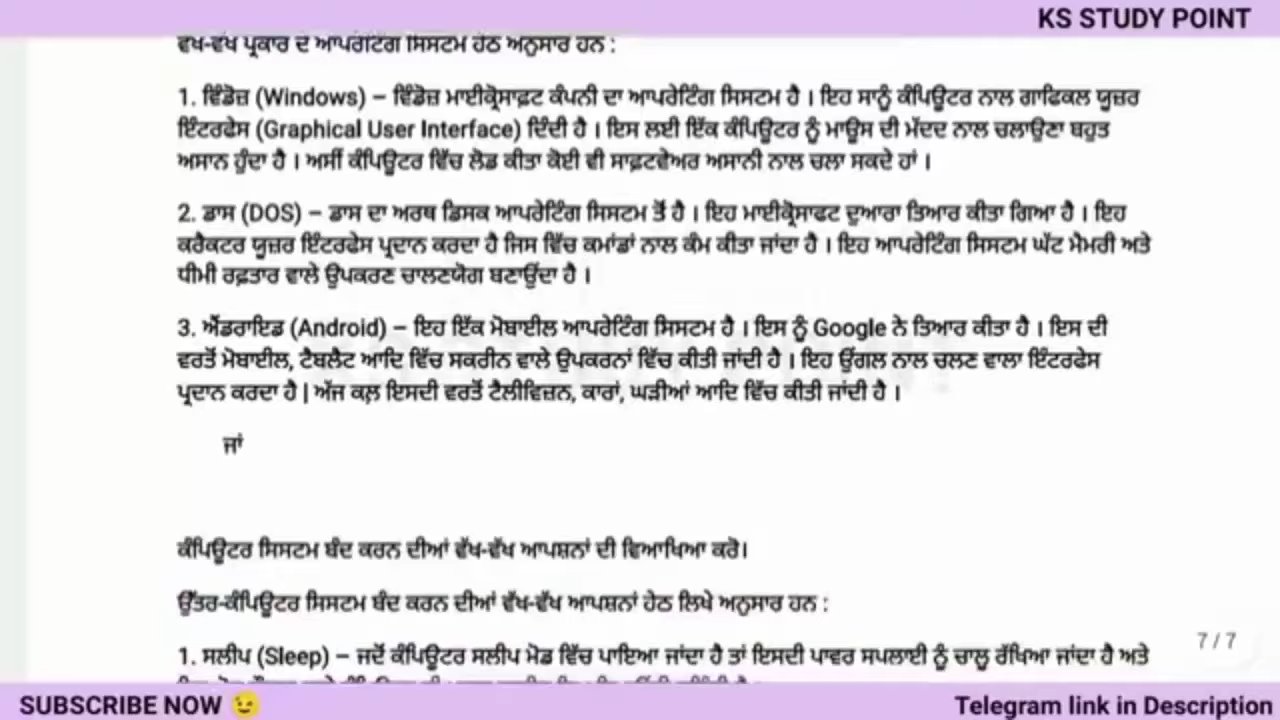 KS STUDY POINT
ਵੱਖ-ਵੱਖ ਪ੍ਰਕਾਰ ਦੇ ਆਪਰੇਟਿੰਗ ਸਿਸਟਮ ਹੇਠ ਅਨੁਸਾਰ ਹਨ :
1. ਵਿੰਡੋਜ਼ (Windows) – ਵਿੰਡੋਜ਼ ਮਾਈਕ੍ਰੋਸਾਫ਼ਟ ਕੰਪਨੀ ਦਾ ਆਪਰੇਟਿੰਗ ਸਿਸਟਮ ਹੈ । ਇਹ ਸਾਨੂੰ ਕੰਪਿਊਟਰ ਨਾਲ ਗਾਫਿਕਲ ਯੂਜ਼ਰ
ਇੰਟਰਫੇਸ (Graphical User Interface) ਦਿੰਦੀ ਹੈ । ਇਸ ਲਈ ਇੱਕ ਕੰਪਿਊਟਰ ਨੂੰ ਮਾਊਸ ਦੀ ਮੱਦਦ ਨਾਲ ਚਲਾਉਣਾ ਬਹੁਤ
ਅਸਾਨ ਹੁੰਦਾ ਹੈ । ਅਸੀਂ ਕੰਪਿਊਟਰ ਵਿੱਚ ਲੋਡ ਕੀਤਾ ਕੋਈ ਵੀ ਸਾਫ਼ਟਵੇਅਰ ਅਸਾਨੀ ਨਾਲ ਚਲਾ ਸਕਦੇ ਹਾਂ ।
2. ਡਾਸ (DOS) – ਡਾਸ ਦਾ ਅਰਥ ਡਿਸਕ ਆਪਰੇਟਿੰਗ ਸਿਸਟਮ ਤੋਂ ਹੈ । ਇਹ ਮਾਈਕ੍ਰੋਸਾਫਟ ਦੁਆਰਾ ਤਿਆਰ ਕੀਤਾ ਗਿਆ ਹੈ । ਇਹ
ਕਰੈਕਟਰ ਯੂਜ਼ਰ ਇੰਟਰਫੇਸ ਪ੍ਰਦਾਨ ਕਰਦਾ ਹੈ ਜਿਸ ਵਿੱਚ ਕਮਾਂਡਾਂ ਨਾਲ ਕੰਮ ਕੀਤਾ ਜਾਂਦਾ ਹੈ । ਇਹ ਆਪਰੇਟਿੰਗ ਸਿਸਟਮ ਘੱਟ ਮੈਮਰੀ ਅਤੇ
ਧੀਮੀ ਰਫ਼ਤਾਰ ਵਾਲੇ ਉਪਕਰਣ ਚਾਲਣਯੋਗ ਬਣਾਉਂਦਾ ਹੈ ।
3. ਐਂਡਰਾਇਡ (Android) – ਇਹ ਇੱਕ ਮੋਬਾਈਲ ਆਪਰੇਟਿੰਗ ਸਿਸਟਮ ਹੈ । ਇਸ ਨੂੰ Google ਨੇ ਤਿਆਰ ਕੀਤਾ ਹੈ । ਇਸ ਦੀ
ਵਰਤੋਂ ਮੋਬਾਈਲ, ਟੈਬਲੈਟ ਆਦਿ ਵਿੱਚ ਸਕਰੀਨ ਵਾਲੇ ਉਪਕਰਨਾਂ ਵਿੱਚ ਕੀਤੀ ਜਾਂਦੀ ਹੈ । ਇਹ ਉਂਗਲ ਨਾਲ ਚਲਣ ਵਾਲਾ ਇੰਟਰਫੇਸ
ਪ੍ਰਦਾਨ ਕਰਦਾ ਹੈ | ਅੱਜ ਕਲ੍ਹ ਇਸਦੀ ਵਰਤੋਂ ਟੈਲੀਵਿਜ਼ਨ, ਕਾਰਾਂ, ਘੜੀਆਂ ਆਦਿ ਵਿੱਚ ਕੀਤੀ ਜਾਂਦੀ ਹੈ ।
ਜਾਂ
ਕੰਪਿਊਟਰ ਸਿਸਟਮ ਬੰਦ ਕਰਨ ਦੀਆਂ ਵੱਖ-ਵੱਖ ਆਪਸ਼ਨਾਂ ਦੀ ਵਿਆਖਿਆ ਕਰੋ।
ਉੱਤਰ-ਕੰਪਿਊਟਰ ਸਿਸਟਮ ਬੰਦ ਕਰਨ ਦੀਆਂ ਵੱਖ-ਵੱਖ ਆਪਸ਼ਨਾਂ ਹੇਠ ਲਿਖੇ ਅਨੁਸਾਰ ਹਨ :
7 / 7
1. ਸਲੀਪ (Sleep) – ਜਦੋਂ ਕੰਪਿਊਟਰ ਸਲੀਪ ਮੋਡ ਵਿੱਚ ਪਾਇਆ ਜਾਂਦਾ ਹੈ ਤਾਂ ਇਸਦੀ ਪਾਵਰ ਸਪਲਾਈ ਨੂੰ ਚਾਲੂ ਰੱਖਿਆ ਜਾਂਦਾ ਹੈ ਅਤੇ
SUBSCRIBE NOW 😉
Telegram link in Description